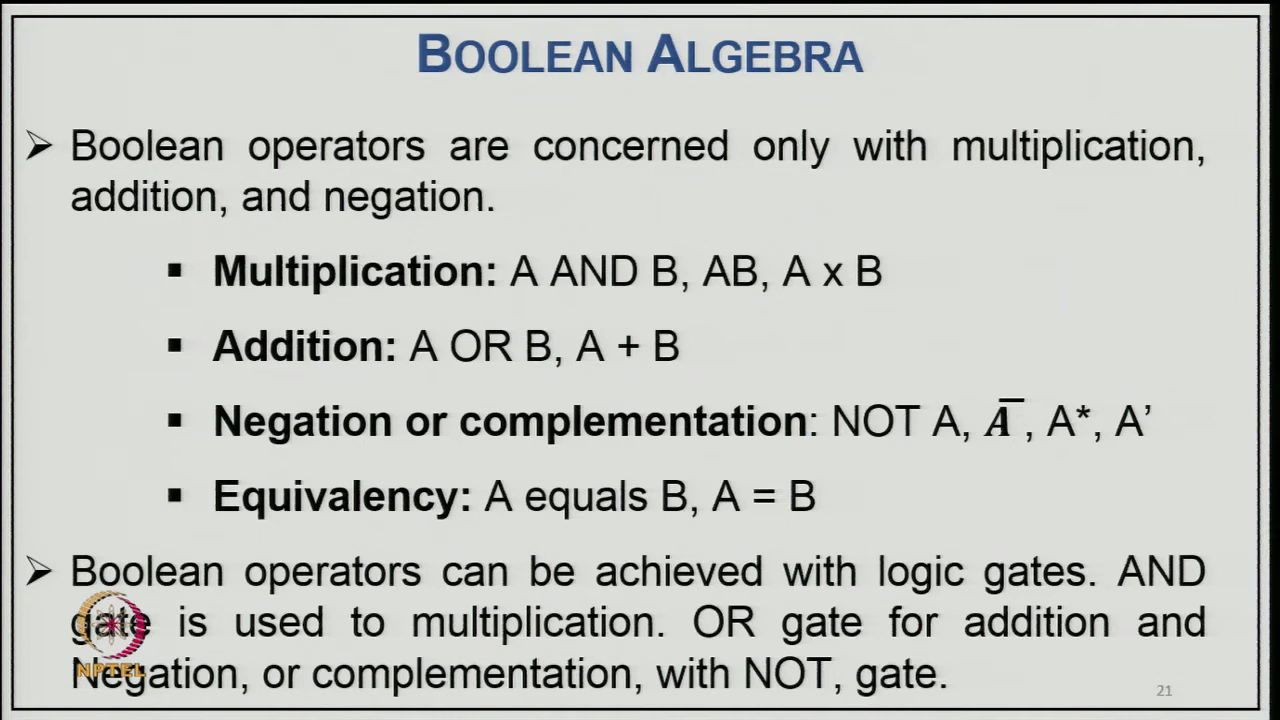 BOOLEAN ALGEBRA
➢ Boolean operators are concerned only with multiplication,
addition, and negation.
▪ Multiplication: A AND B, AB, A x B
▪ Addition: A OR B, A + B
▪ Negation or complementation: NOT A, A̅, A*, A’
▪ Equivalency: A equals B, A = B
➢ Boolean operators can be achieved with logic gates. AND
gate is used to multiplication. OR gate for addition and
Negation, or complementation, with NOT, gate.
NPTEL
21